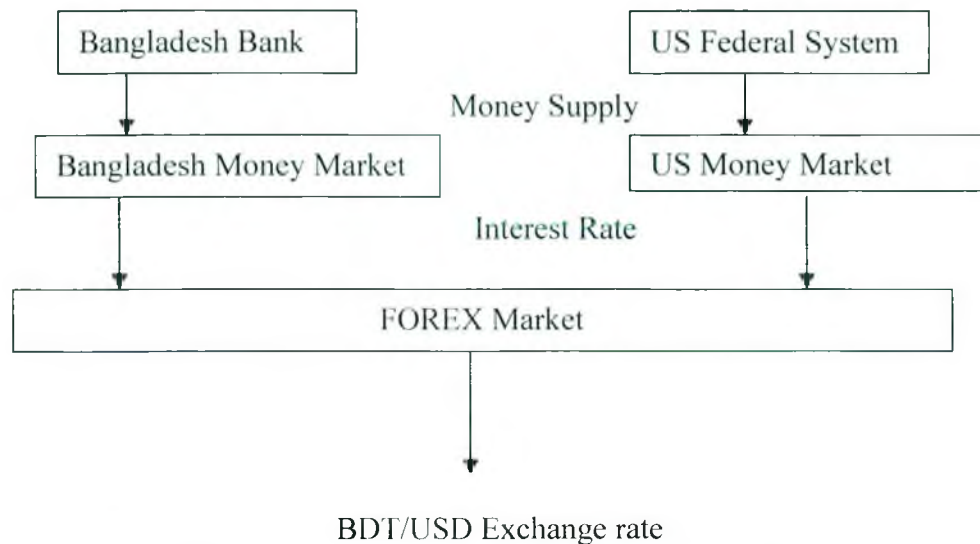 Bangladesh Bank
US Federal System
Money Supply
Bangladesh Money Market
US Money Market
Interest Rate
FOREX Market
BDT/USD Exchange rate